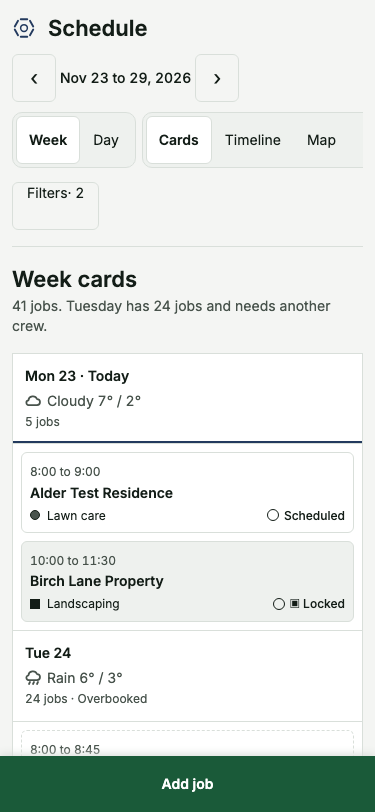 Schedule
‹ Nov 23 to 29, 2026 ›
Week Day Cards Timeline Map
Filters· 2
Week cards
41 jobs. Tuesday has 24 jobs and needs another
crew.
Mon 23 · Today
Cloudy 7° / 2°
5 jobs
8:00 to 9:00
Alder Test Residence
Lawn care Scheduled
10:00 to 11:30
Birch Lane Property
Landscaping Locked
Tue 24
Rain 6° / 3°
24 jobs · Overbooked
8:00 to 8:45
Add job